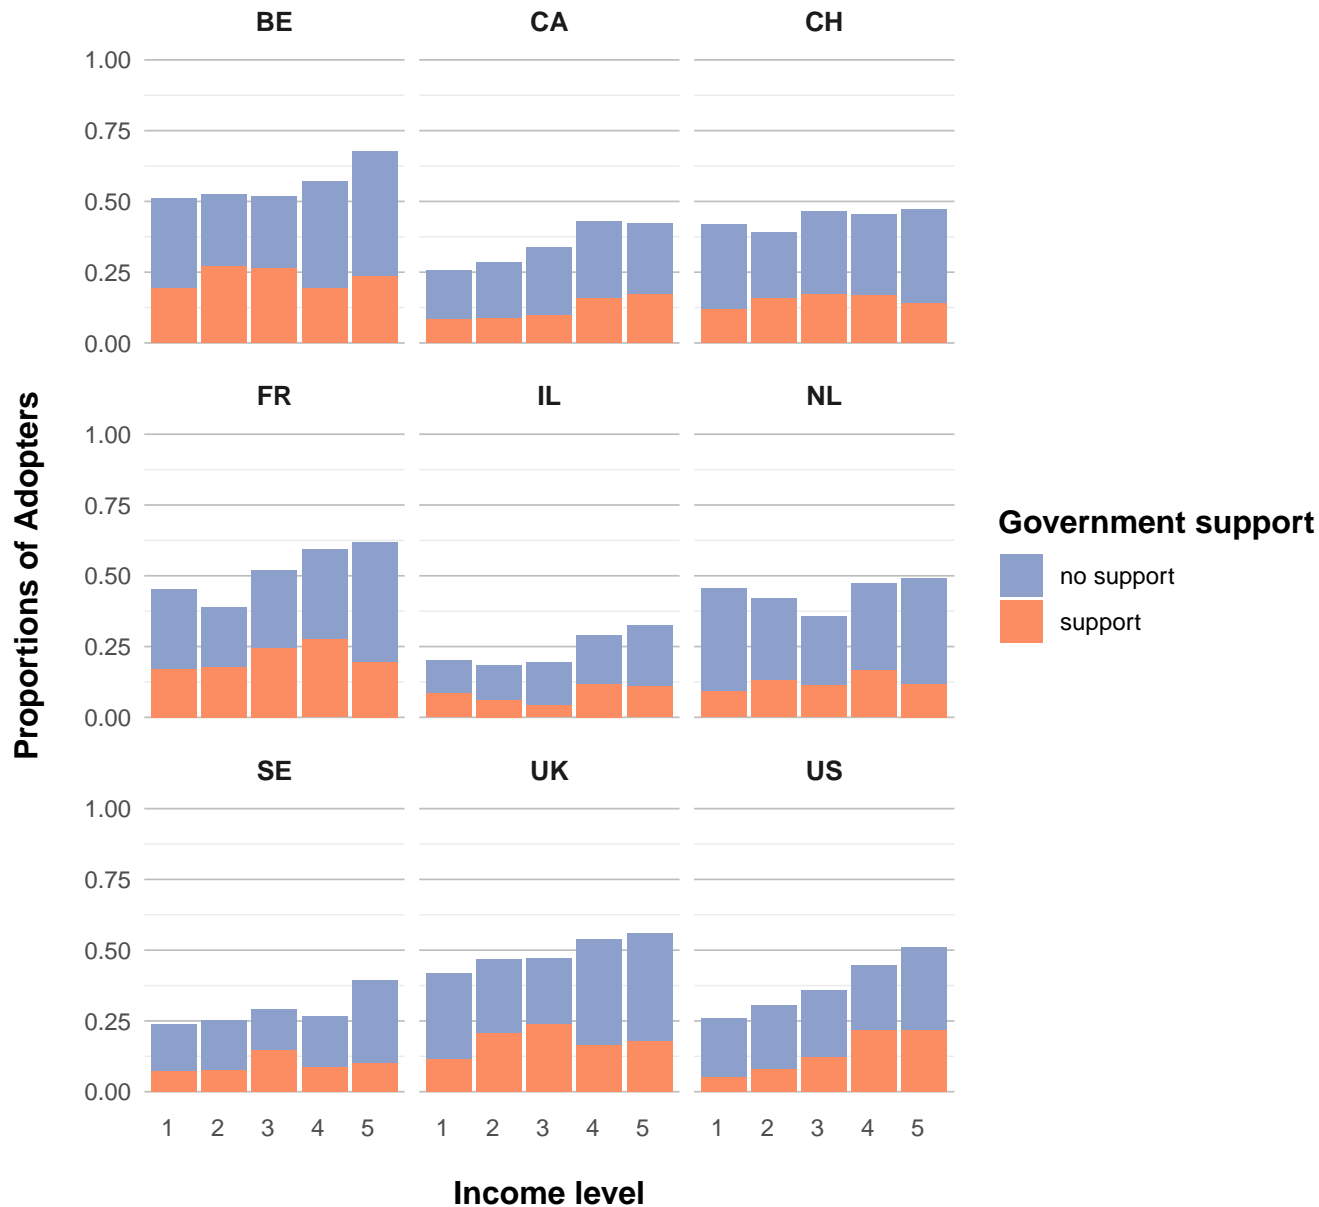 BE
CA
CH
1.00
0.75
0.50
0.25
0.00
FR
IL
NL
1.00
0.75
0.50
0.25
0.00
SE
UK
US
1.00
0.75
0.50
0.25
0.00
1 2 3 4 5
1 2 3 4 5
1 2 3 4 5
Income level
Proportions of Adopters
Government support
no support
support